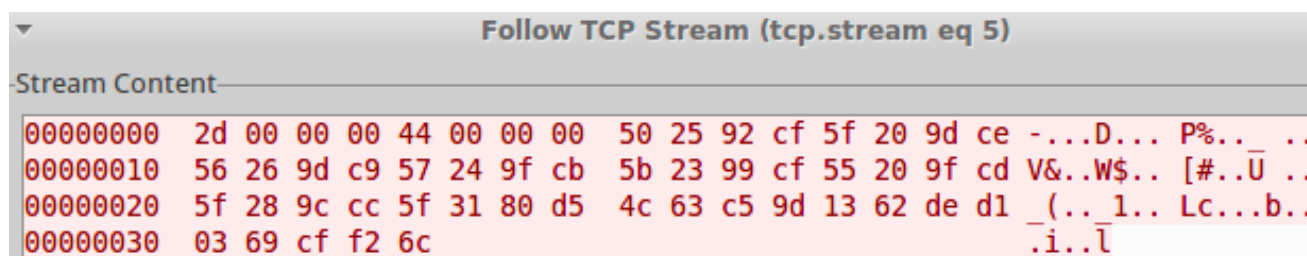 Follow TCP Stream (tcp.stream eq 5)
Stream Content
00000000  2d 00 00 00 44 00 00 00  50 25 92 cf 5f 20 9d ce -...D... P%.._ ..
00000010  56 26 9d c9 57 24 9f cb  5b 23 99 cf 55 20 9f cd V&..W$.. [#..U ..
00000020  5f 28 9c cc 5f 31 80 d5  4c 63 c5 9d 13 62 de d1 _(.._1.. Lc...b..
00000030  03 69 cf f2 6c                                   .i..l